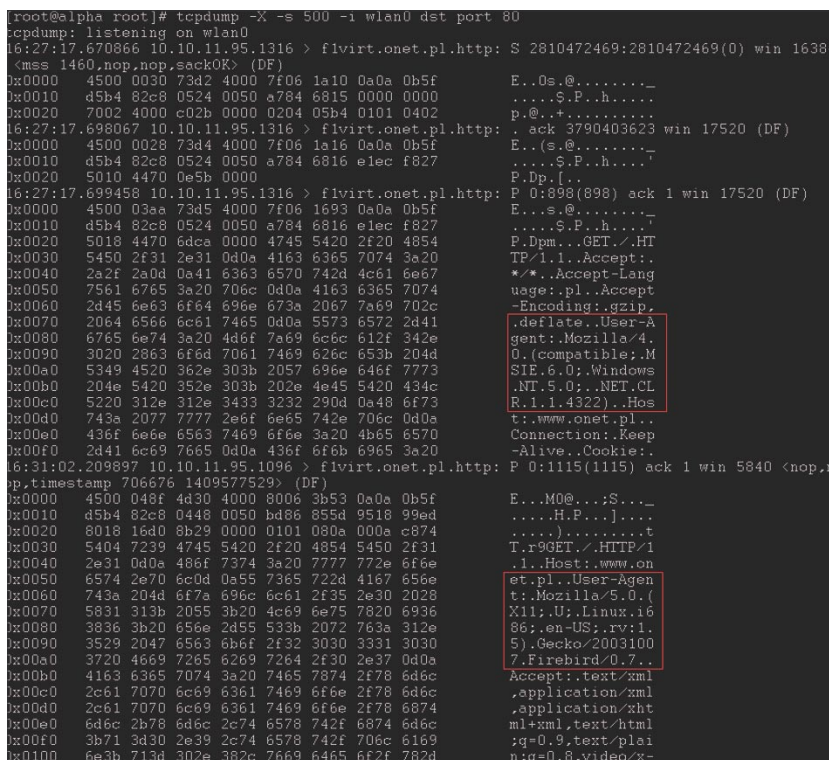 [root@alpha root]# tcpdump -X -s 500 -i wlan0 dst port 80
tcpdump: listening on wlan0
16:27:17.670866 10.10.11.95.1316 > f1virt.onet.pl.http: S 2810472469:2810472469(0) win 1638
<mss 1460,nop,nop,sackOK> (DF)
0x0000 4500 0030 73d2 4000 7f06 1a10 0a0a 0b5f E..0s.@........_
0x0010 d5b4 82c8 0524 0050 a784 6815 0000 0000 .....$.P..h.....
0x0020 7002 4000 c02b 0000 0204 05b4 0101 0402 p.@..+..........
16:27:17.698067 10.10.11.95.1316 > f1virt.onet.pl.http: . ack 3790403623 win 17520 (DF)
0x0000 4500 0028 73d4 4000 7f06 1a16 0a0a 0b5f E..(s.@........_
0x0010 d5b4 82c8 0524 0050 a784 6816 e1ec f827 .....$.P..h....'
0x0020 5010 4470 0e5b 0000 P.Dp.[..
16:27:17.699458 10.10.11.95.1316 > f1virt.onet.pl.http: P 0:898(898) ack 1 win 17520 (DF)
0x0000 4500 03aa 73d5 4000 7f06 1693 0a0a 0b5f E...s.@........_
0x0010 d5b4 82c8 0524 0050 a784 6816 e1ec f827 .....$.P..h....'
0x0020 5018 4470 6dca 0000 4745 5420 2f20 4854 P.Dpm...GET./.HT
0x0030 5450 2f31 2e31 0d0a 4163 6365 7074 3a20 TP/1.1..Accept:.
0x0040 2a2f 2a0d 0a41 6363 6570 742d 4c61 6e67 */*..Accept-Lang
0x0050 7561 6765 3a20 706c 0d0a 4163 6365 7074 uage:.pl..Accept
0x0060 2d45 6e63 6f64 696e 673a 2067 7a69 702c -Encoding:.gzip,
0x0070 2064 6566 6c61 7465 0d0a 5573 6572 2d41 .deflate..User-A
0x0080 6765 6e74 3a20 4d6f 7a69 6c6c 612f 342e gent:.Mozilla/4.
0x0090 3020 2863 6f6d 7061 7469 626c 653b 204d 0.(compatible;.M
0x00a0 5349 4520 362e 303b 2057 696e 646f 7773 SIE.6.0;.Windows
0x00b0 204e 5420 352e 303b 202e 4e45 5420 434c .NT.5.0;..NET.CL
0x00c0 5220 312e 312e 3433 3232 290d 0a48 6f73 R.1.1.4322)..Hos
0x00d0 743a 2077 7777 2e6f 6e65 742e 706c 0d0a t:.www.onet.pl..
0x00e0 436f 6e6e 6563 7469 6f6e 3a20 4b65 6570 Connection:.Keep
0x00f0 2d41 6c69 7665 0d0a 436f 6f6b 6965 3a20 -Alive..Cookie:.
16:31:02.209897 10.10.11.95.1096 > f1virt.onet.pl.http: P 0:1115(1115) ack 1 win 5840 <nop,n
op,timestamp 706676 1409577529> (DF)
0x0000 4500 048f 4d30 4000 8006 3b53 0a0a 0b5f E...M0@...;S..._
0x0010 d5b4 82c8 0448 0050 bd86 855d 9518 99ed .....H.P...]....
0x0020 8018 16d0 8b29 0000 0101 080a 000a c874 .....).........t
0x0030 5404 7239 4745 5420 2f20 4854 5450 2f31 T.r9GET./.HTTP/1
0x0040 2e31 0d0a 486f 7374 3a20 7777 772e 6f6e .1..Host:.www.on
0x0050 6574 2e70 6c0d 0a55 7365 722d 4167 656e et.pl..User-Agen
0x0060 743a 204d 6f7a 696c 6c61 2f35 2e30 2028 t:.Mozilla/5.0.(
0x0070 5831 313b 2055 3b20 4c69 6e75 7820 6936 X11;.U;.Linux.i6
0x0080 3836 3b20 656e 2d55 533b 2072 763a 312e 86;.en-US;.rv:1.
0x0090 3529 2047 6563 6b6f 2f32 3030 3331 3030 5).Gecko/2003100
0x00a0 3720 4669 7265 6269 7264 2f30 2e37 0d0a 7.Firebird/0.7..
0x00b0 4163 6365 7074 3a20 7465 7874 2f78 6d6c Accept:.text/xml
0x00c0 2c61 7070 6c69 6361 7469 6f6e 2f78 6d6c ,application/xml
0x00d0 2c61 7070 6c69 6361 7469 6f6e 2f78 6874 ,application/xht
0x00e0 6d6c 2b78 6d6c 2c74 6578 742f 6874 6d6c ml+xml,text/html
0x00f0 3b71 3d30 2e39 2c74 6578 742f 706c 6169 ;q=0.9,text/plai
0x0100 6e3b 713d 302e 382c 7669 6465 6f2f 782d n;q=0.8,video/x-